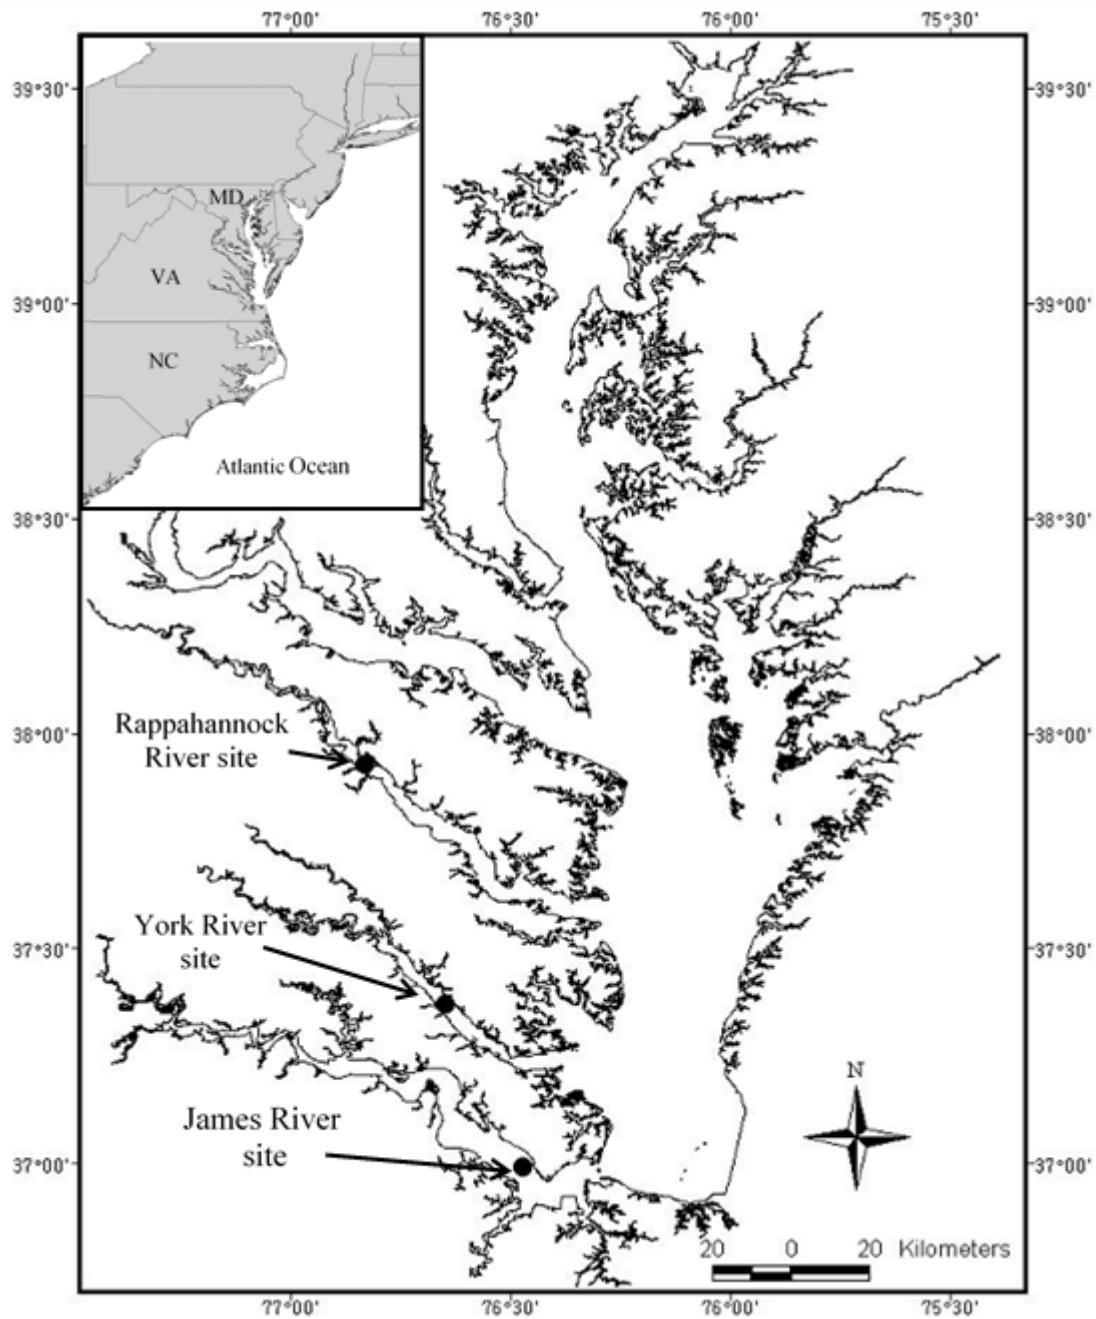 77°00'
76°30'
76°00'
75°30'
39°30'
39°30'
MD
VA
39°00'
39°00'
NC
Atlantic Ocean
38°30'
38°30'
Rappahannock
River site
38°00'
38°00'
York River
site
37°30'
37°30'
N
James River
site
37°00'
37°00'
20 0 20 Kilometers
77°00'
76°30'
76°00'
75°30'